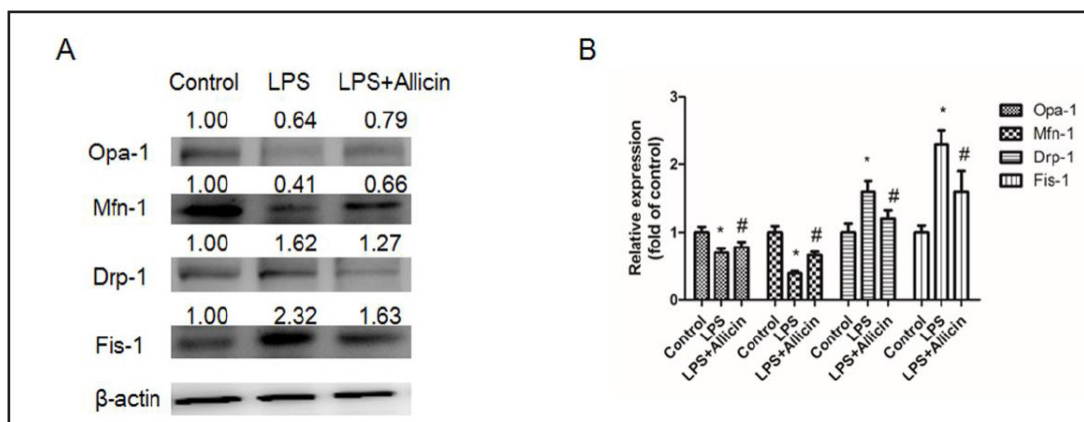 A
Control LPS LPS+Allicin
1.00 0.64 0.79
Opa-1
1.00 0.41 0.66
Mfn-1
1.00 1.62 1.27
Drp-1
1.00 2.32 1.63
Fis-1
β-actin
B
Relative expression
(fold of control)
3
2
1
0
* # * # * # * #
Control LPS LPS+Allicin Control LPS LPS+Allicin Control LPS LPS+Allicin Control LPS LPS+Allicin
Opa-1
Mfn-1
Drp-1
Fis-1